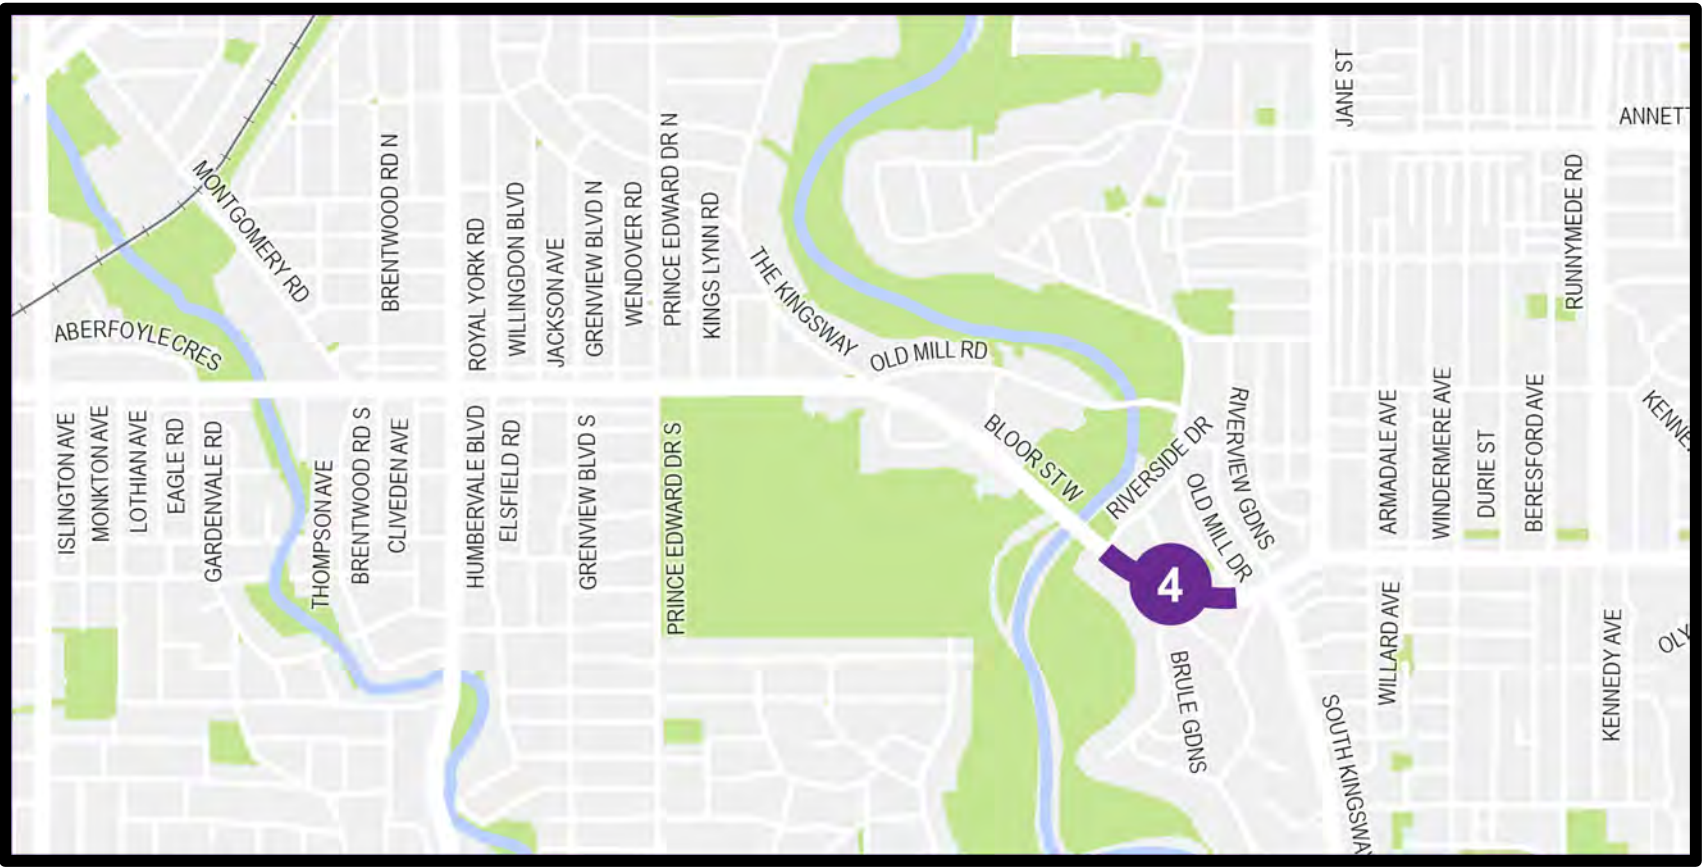 JANE ST
ANNETT
MONTGOMERY RD
BRENTWOOD RD N
ROYAL YORK RD
WILLINGDON BLVD
JACKSON AVE
GRENVIEW BLVD N
WENDOVER RD
PRINCE EDWARD DR N
KINGS LYNN RD
RUNNYMEDE RD
THE KINGSWAY
ABERFOYLE CRES
OLD MILL RD
ISLINGTON AVE
MONKTON AVE
LOTHIAN AVE
EAGLE RD
GARDENVALE RD
THOMPSON AVE
BRENTWOOD RD S
CLIVEDEN AVE
HUMBERVALE BLVD
ELSFIELD RD
GRENVIEW BLVD S
PRINCE EDWARD DR S
BLOOR ST W
RIVERSIDE DR
RIVERVIEW GDNS
OLD MILL DR
ARMADALE AVE
WINDERMERE AVE
DURIE ST
BERESFORD AVE
KENNE
4
BRULE GDNS
WILLARD AVE
SOUTH KINGSWA
KENNEDY AVE
OLY